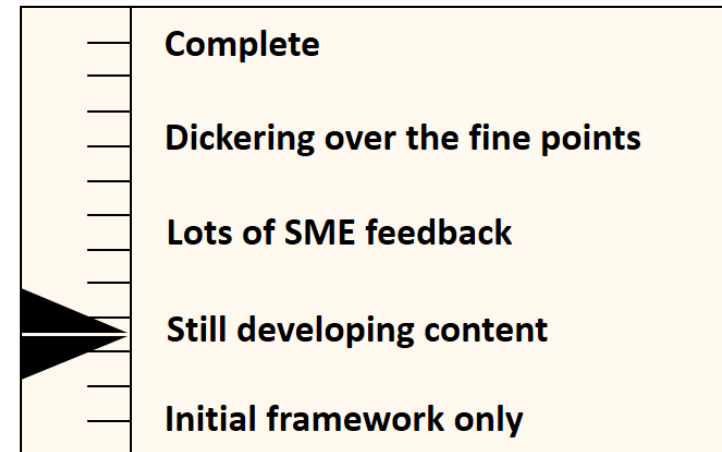 Complete
Dickering over the fine points
Lots of SME feedback
Still developing content
Initial framework only